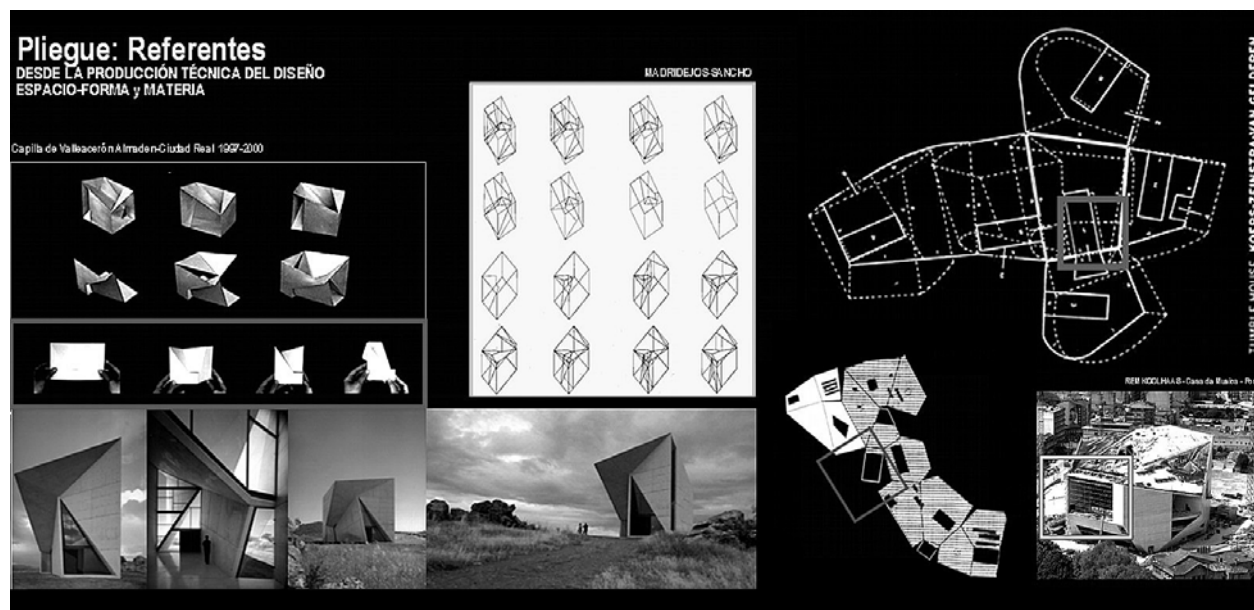 Pliegue: Referentes
DESDE LA PRODUCCIÓN TÉCNICA DEL DISEÑO
ESPACIO-FORMA y MATERIA
MADRIDEJOS-SANCHO
Capilla de Valleacerón Almaden-Ciudad Real 1997-2000
REM KOOLHAAS - Casa da Musica - Po